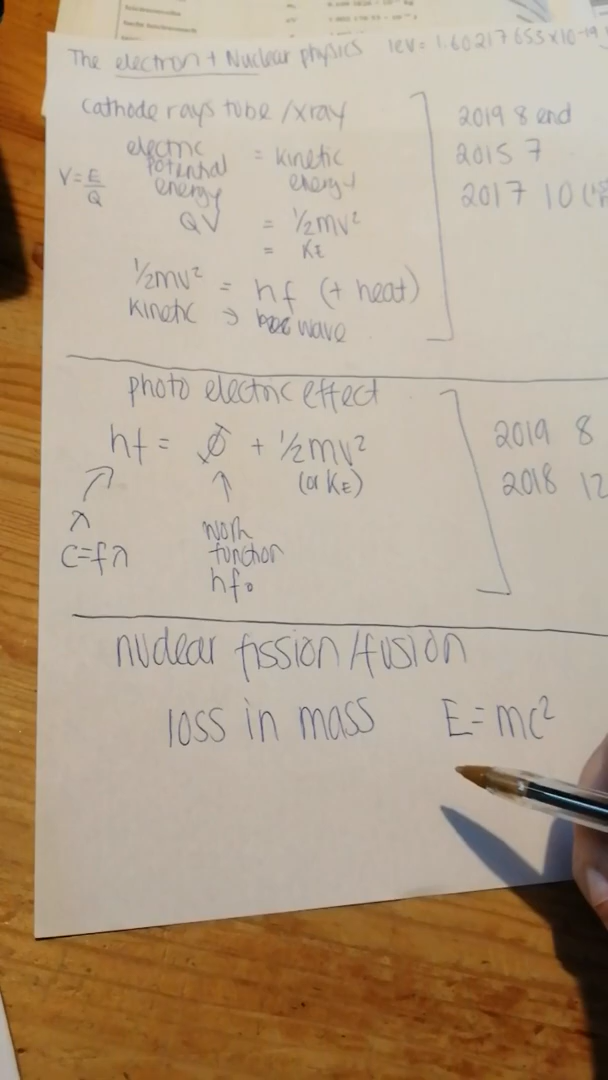 The electron + Nuclear physics 1eV = 1.60217653x10-19
cathode rays tube /xray
electric potential energy = kinetic energy
V=E/Q
QV = 1/2mv²
= KE
1/2mv² = hf (+ heat)
kinetic → wave
2019 8 end
2015 7
2017 10
photo electric effect
hf = Φ + 1/2mv²
(or KE)
λ
c=fλ
work function
hf₀
2019 8
2018 12
nuclear fission/fusion
loss in mass E=mc²